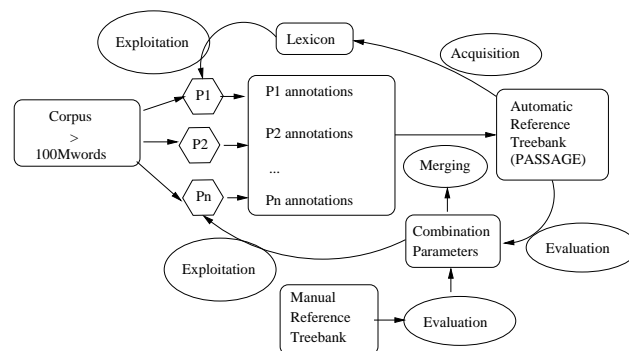 Exploitation
Lexicon
Acquisition
Corpus
>
100Mwords
P1
P2
Pn
P1 annotations
P2 annotations
...
Pn annotations
Automatic
Reference
Treebank
(PASSAGE)
Merging
Combination
Parameters
Evaluation
Exploitation
Manual
Reference
Treebank
Evaluation